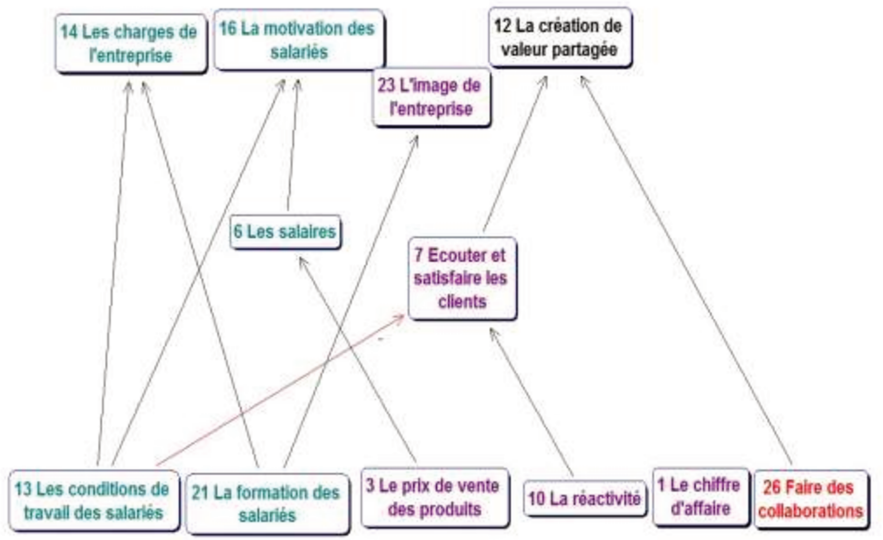 14 Les charges de
l'entreprise
16 La motivation des
salariés
12 La création de
valeur partagée
23 L'image de
l'entreprise
6 Les salaires
7 Ecouter et
satisfaire les
clients
-
13 Les conditions de
travail des salariés
21 La formation des
salariés
3 Le prix de vente
des produits
10 La réactivité
1 Le chiffre
d'affaire
26 Faire des
collaborations